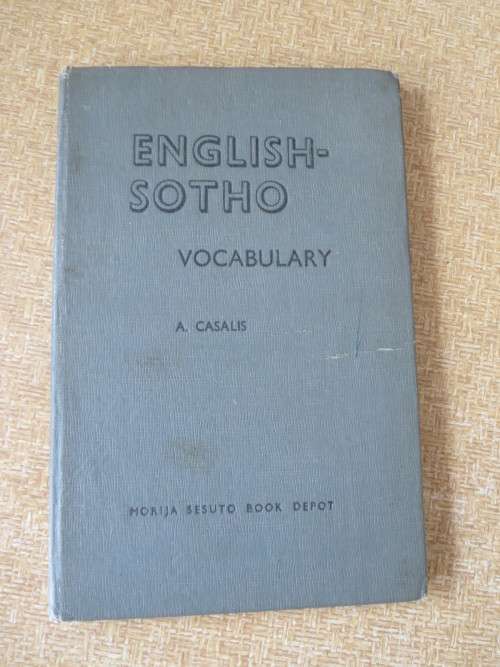 ENGLISH-
SOTHO
VOCABULARY
A. CASALIS
MORIJA SESUTO BOOK DEPOT